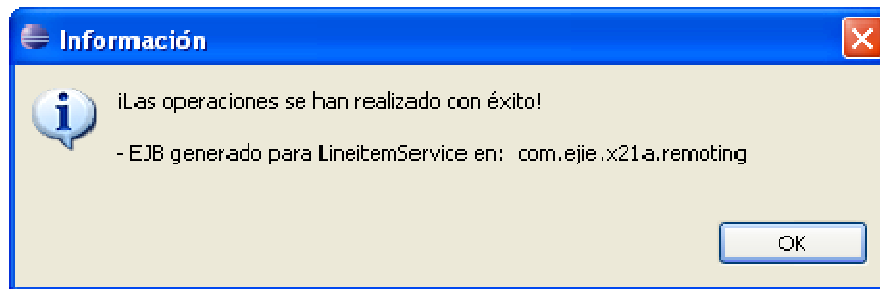 Información
¡Las operaciones se han realizado con éxito!
- EJB generado para LineitemService en: com.ejie.x21a.remoting
OK